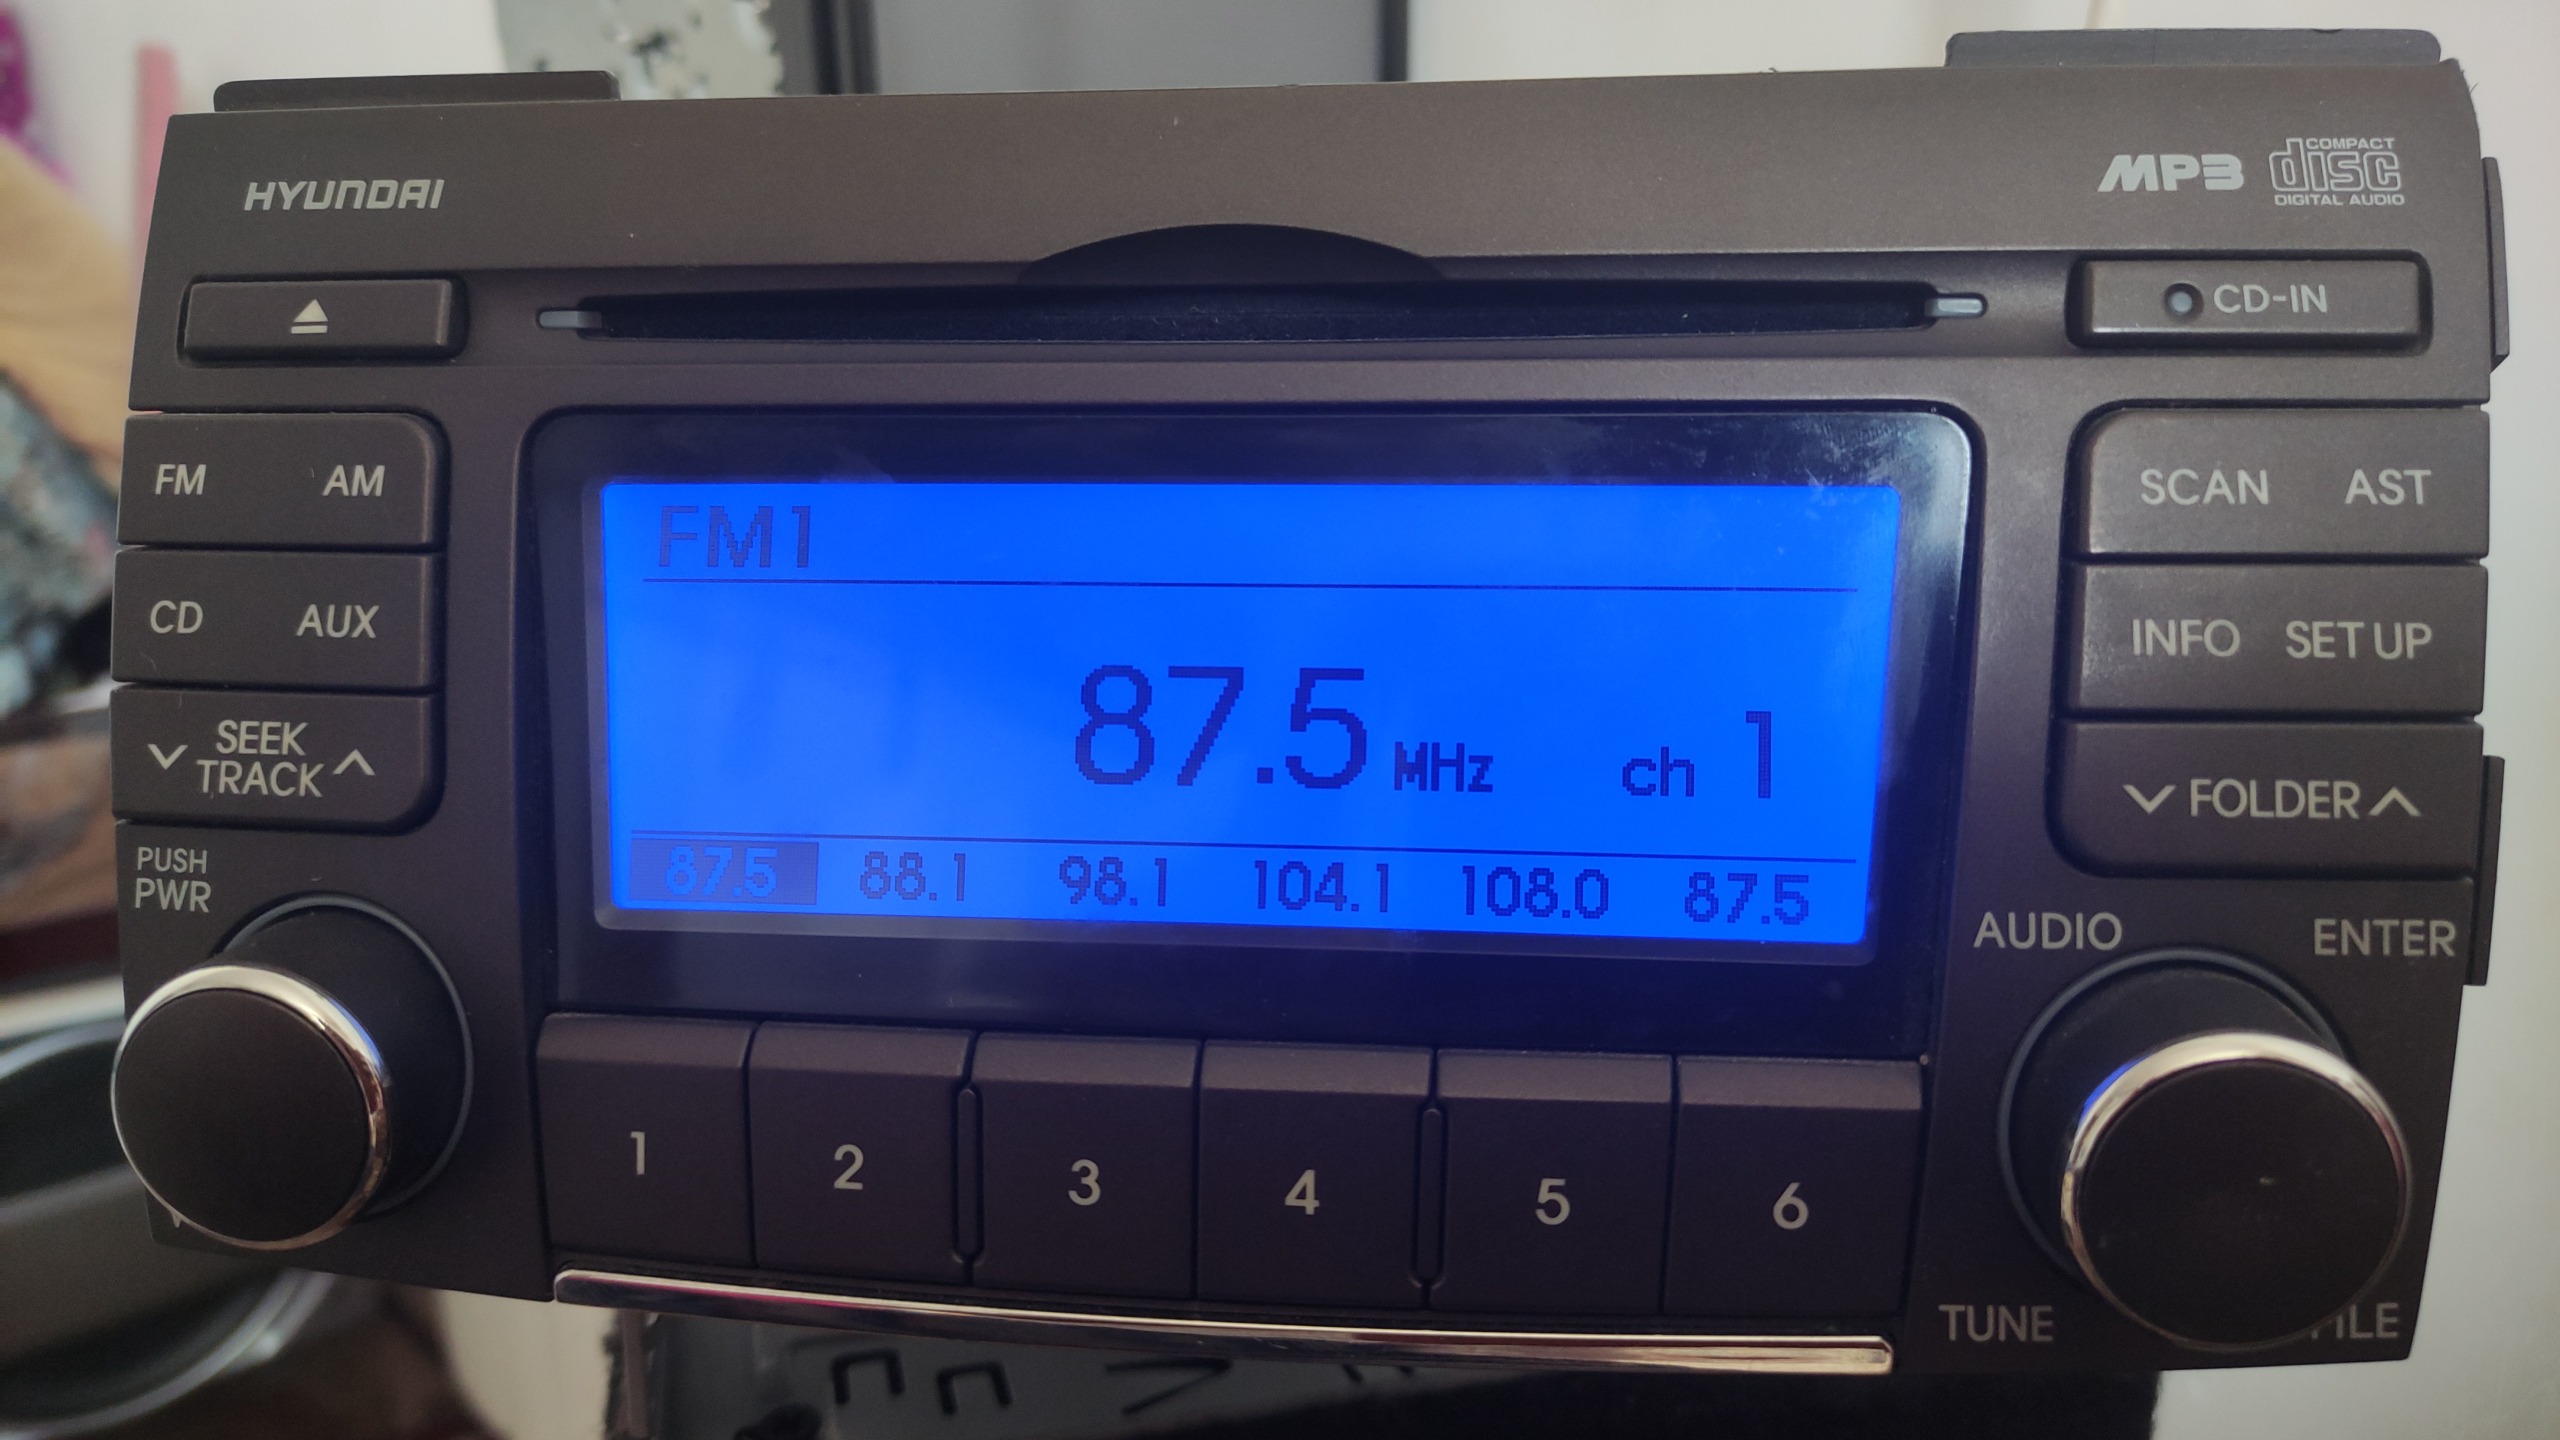 HYUNDAI
MP3
COMPACT
disc
DIGITAL AUDIO
CD-IN
FM AM
SCAN AST
CD AUX
INFO SET UP
SEEK
TRACK
FOLDER
PUSH
PWR
FM1
87.5 MHz ch 1
87.5 88.1 98.1 104.1 108.0 87.5
AUDIO ENTER
1 2 3 4 5 6
TUNE